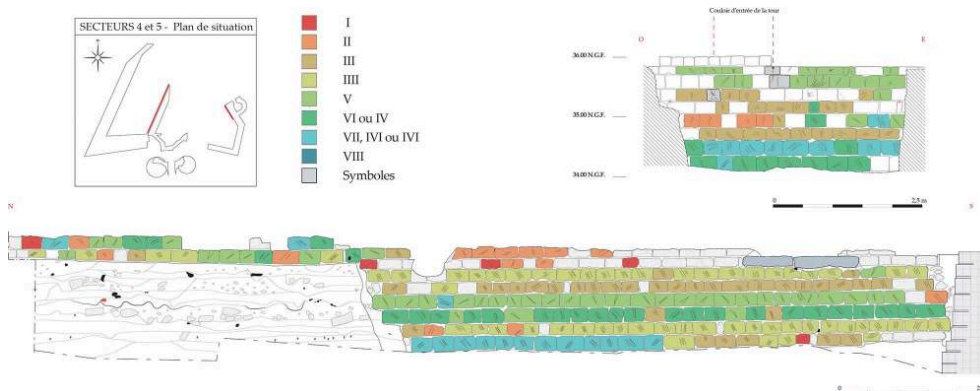 SECTEURS 4 et 5 - Plan de situation
I
II
III
IIII
V
VI ou IV
VII, IVI ou IVI
VIII
Symboles
Couloir d'entrée de la tour
O
E
36.00 N.G.F.
35.00 N.G.F.
34.00 N.G.F.
0
2,5 m
N
S
0